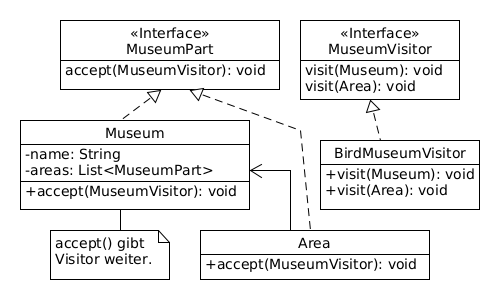 «Interface»
MuseumPart
accept(MuseumVisitor): void
«Interface»
MuseumVisitor
visit(Museum): void
visit(Area): void
Museum
-name: String
-areas: List<MuseumPart>
+accept(MuseumVisitor): void
BirdMuseumVisitor
+visit(Museum): void
+visit(Area): void
accept() gibt
Visitor weiter.
Area
+accept(MuseumVisitor): void